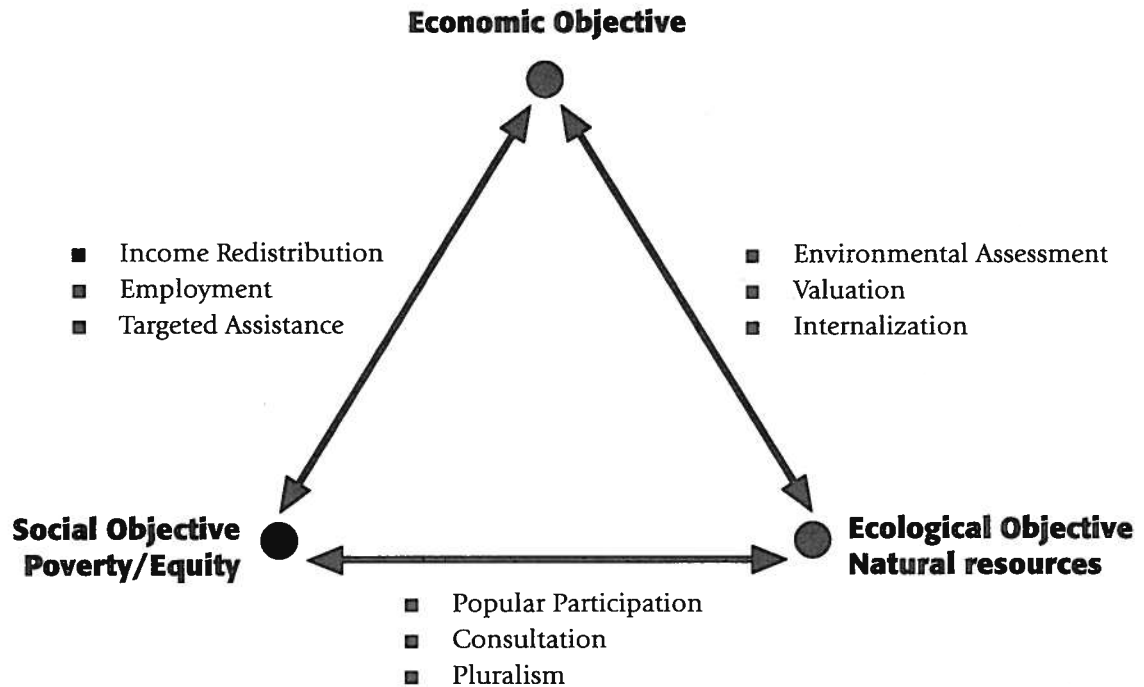 Economic Objective
Income Redistribution
Employment
Targeted Assistance
Environmental Assessment
Valuation
Internalization
Social Objective
Poverty/Equity
Ecological Objective
Natural resources
Popular Participation
Consultation
Pluralism